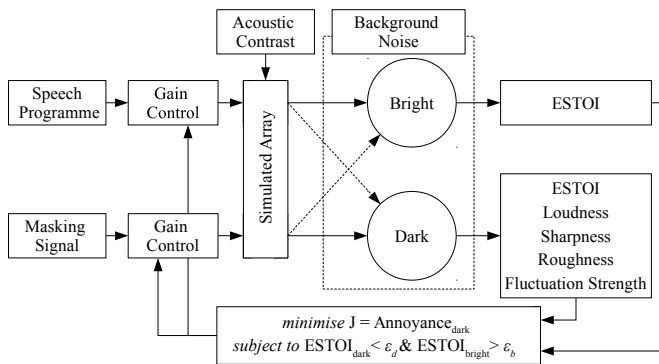 Acoustic
Contrast
Background
Noise
Speech
Programme
Gain
Control
Simulated Array
Bright
ESTOI
Masking
Signal
Gain
Control
Dark
ESTOI
Loudness
Sharpness
Roughness
Fluctuation Strength
minimise J = Annoyance_dark
subject to ESTOI_dark < ε_d & ESTOI_bright > ε_b